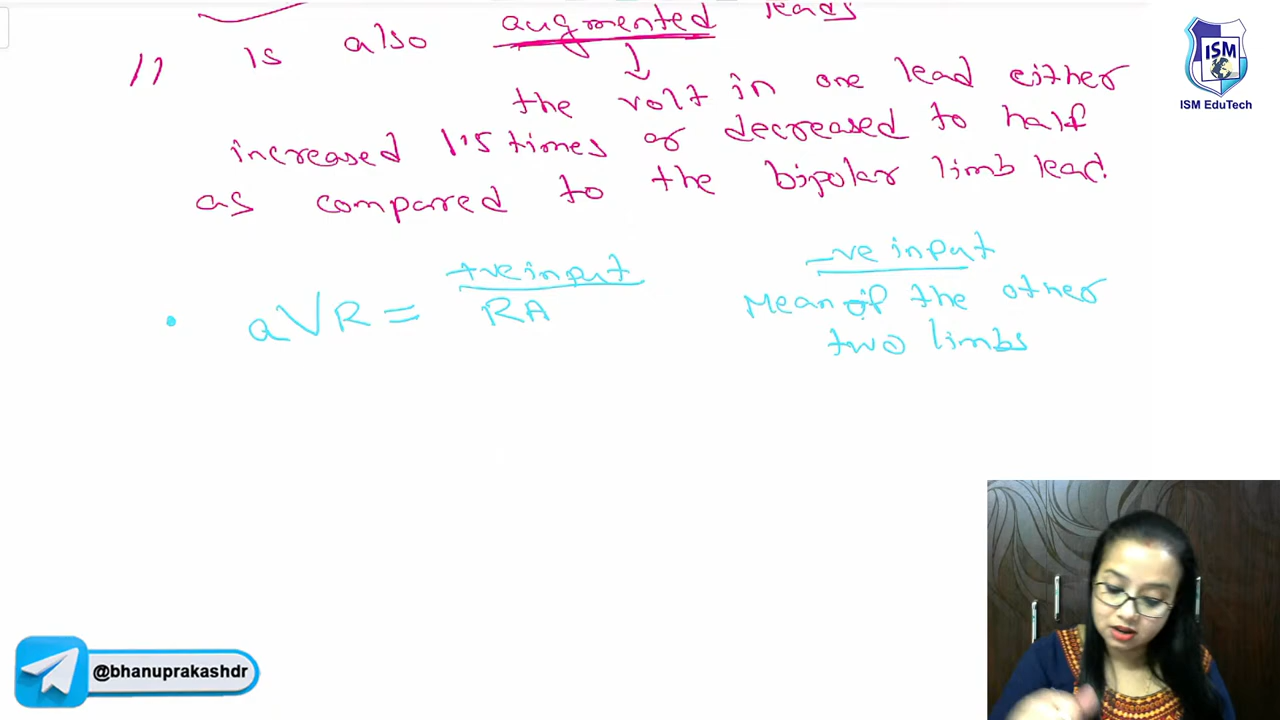 is also augmented leads
the volt in one lead either
increased 1.5 times or decreased to half
as compared to the bipolar limb lead.
+ve input
-ve input
• aVR = RA
Mean of the other
two limbs
ISM
ISM EduTech
@bhanuprakashdr